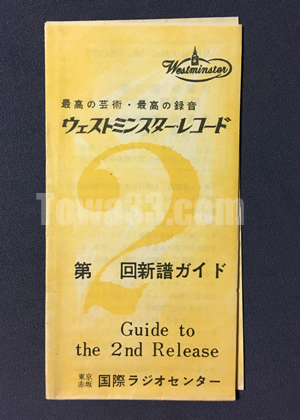 Westminster
最高の芸術・最高の録音
ウェストミンスターレコード
2
Towa33.com
第 回新譜ガイド
Guide to
the 2nd Release
東京
赤坂 国際ラジオセンター